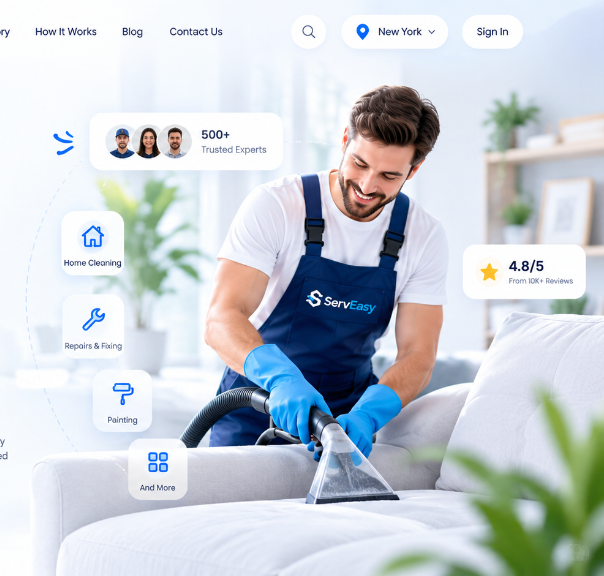 ry
How It Works
Blog
Contact Us
New York
Sign In
500+
Trusted Experts
Home Cleaning
4.8/5
From 10K+ Reviews
ServEasy
Repairs & Fixing
Painting
y
ed
And More